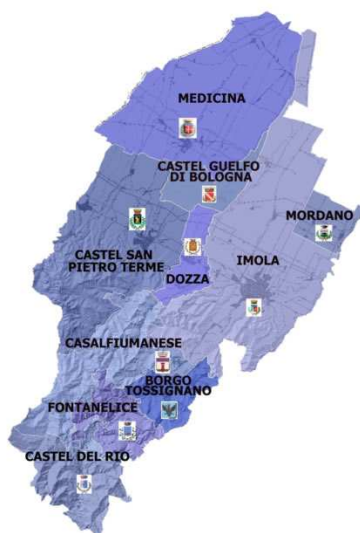 MEDICINA
CASTEL GUELFO
DI BOLOGNA
MORDANO
CASTEL SAN
PIETRO TERME
IMOLA
DOZZA
CASALFIUMANESE
BORGO
TOSSIGNANO
FONTANELICE
CASTEL DEL RIO